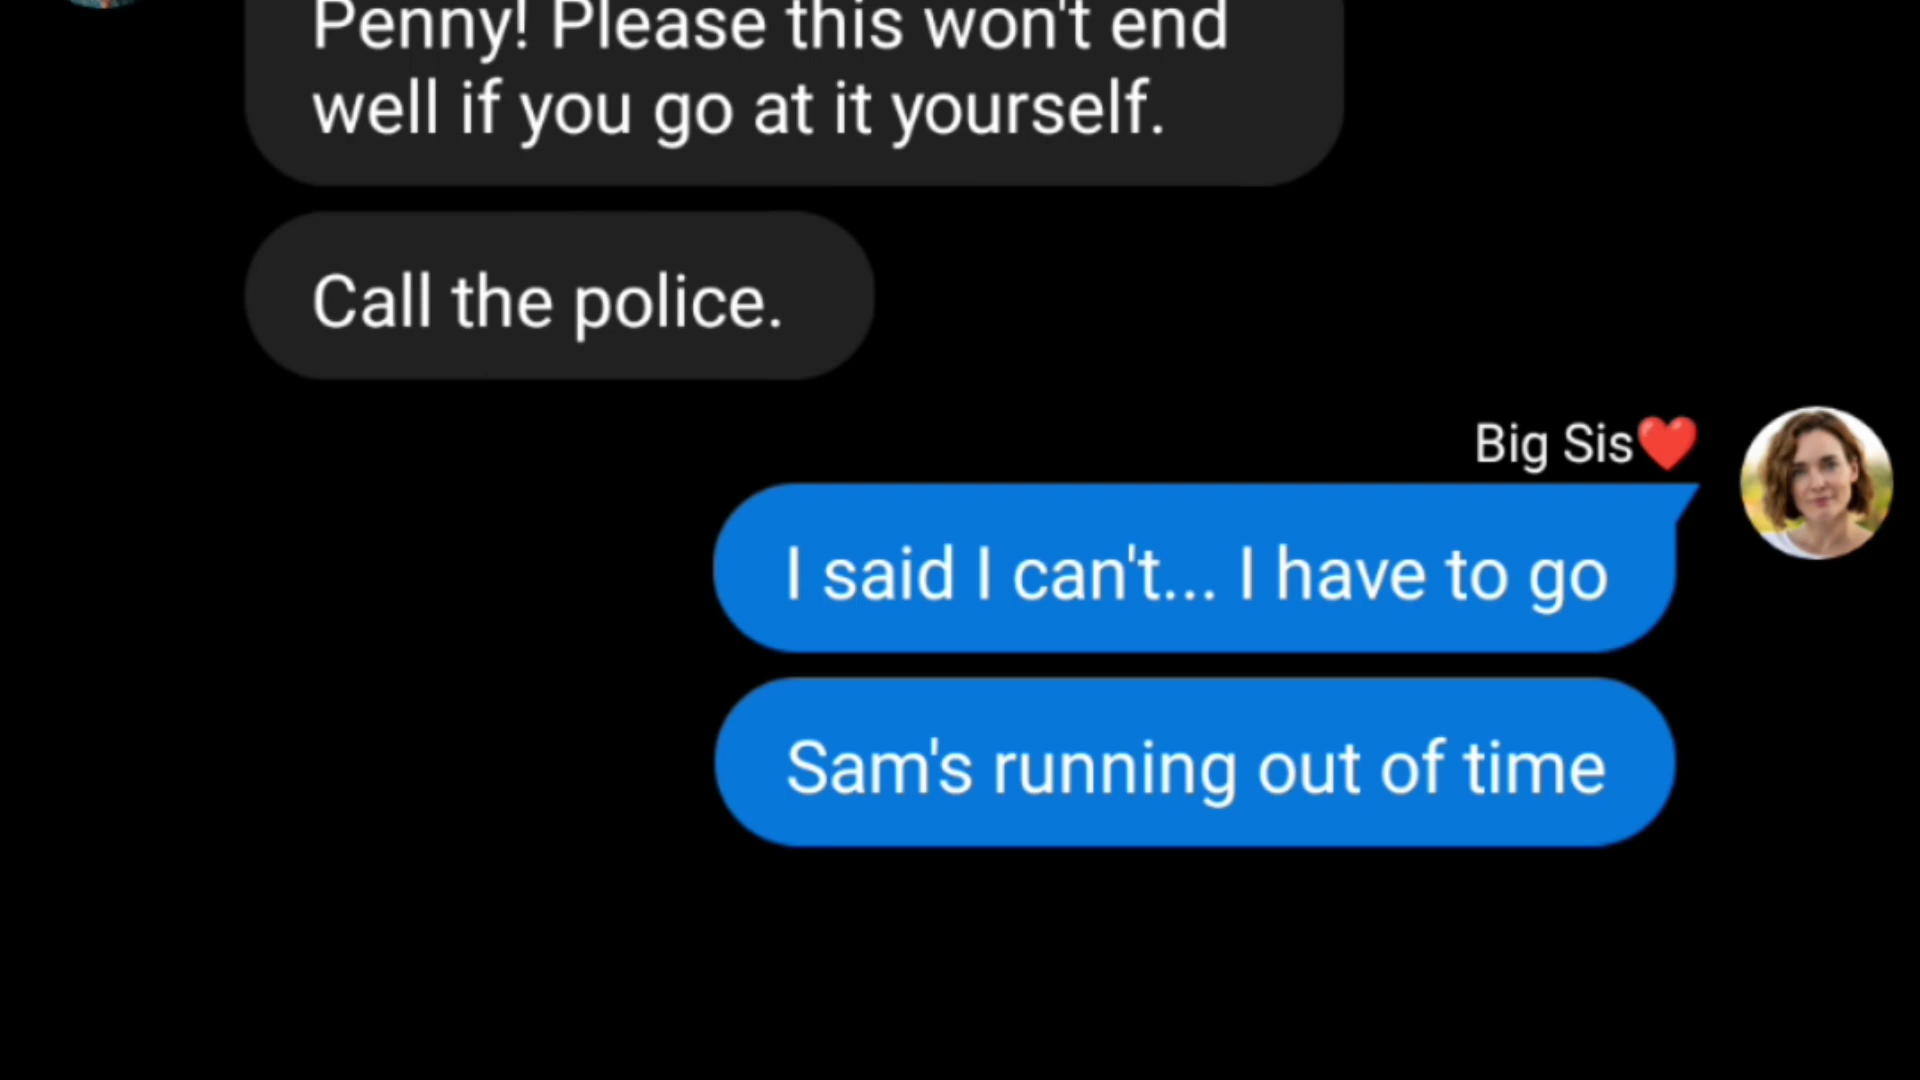 Penny! Please this won't end
well if you go at it yourself.
Call the police.
Big Sis❤️
I said I can't... I have to go
Sam's running out of time